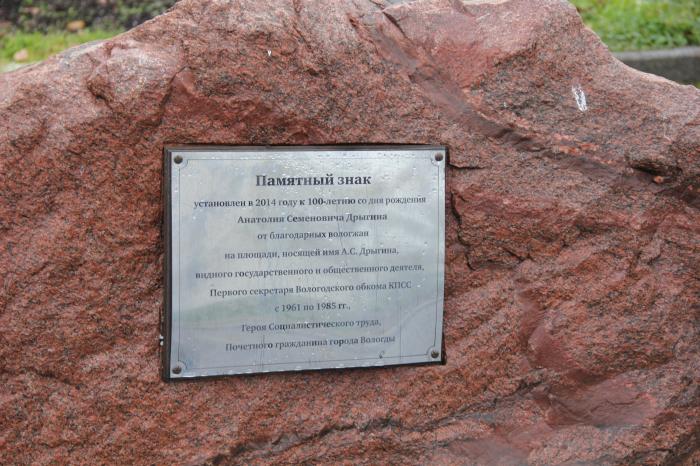 Памятный знак
установлен в 2014 году к 100-летию со дня рождения
Анатолия Семеновича Дрыгина
от благодарных вологжан
на площади, носящей имя А.С. Дрыгина,
видного государственного и общественного деятеля,
Первого секретаря Вологодского обкома КПСС
с 1961 по 1985 гг.,
Героя Социалистического труда,
Почетного гражданина города Вологды